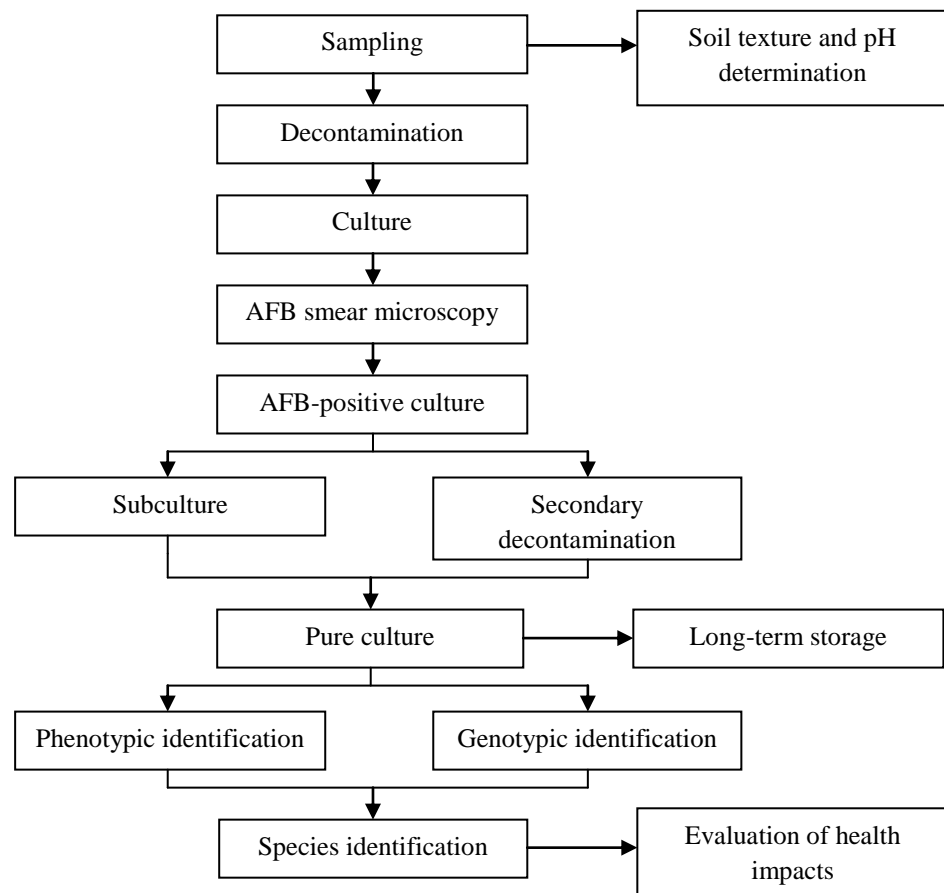 Sampling
Soil texture and pH
determination
Decontamination
Culture
AFB smear microscopy
AFB-positive culture
Subculture
Secondary
decontamination
Pure culture
Long-term storage
Phenotypic identification
Genotypic identification
Species identification
Evaluation of health
impacts